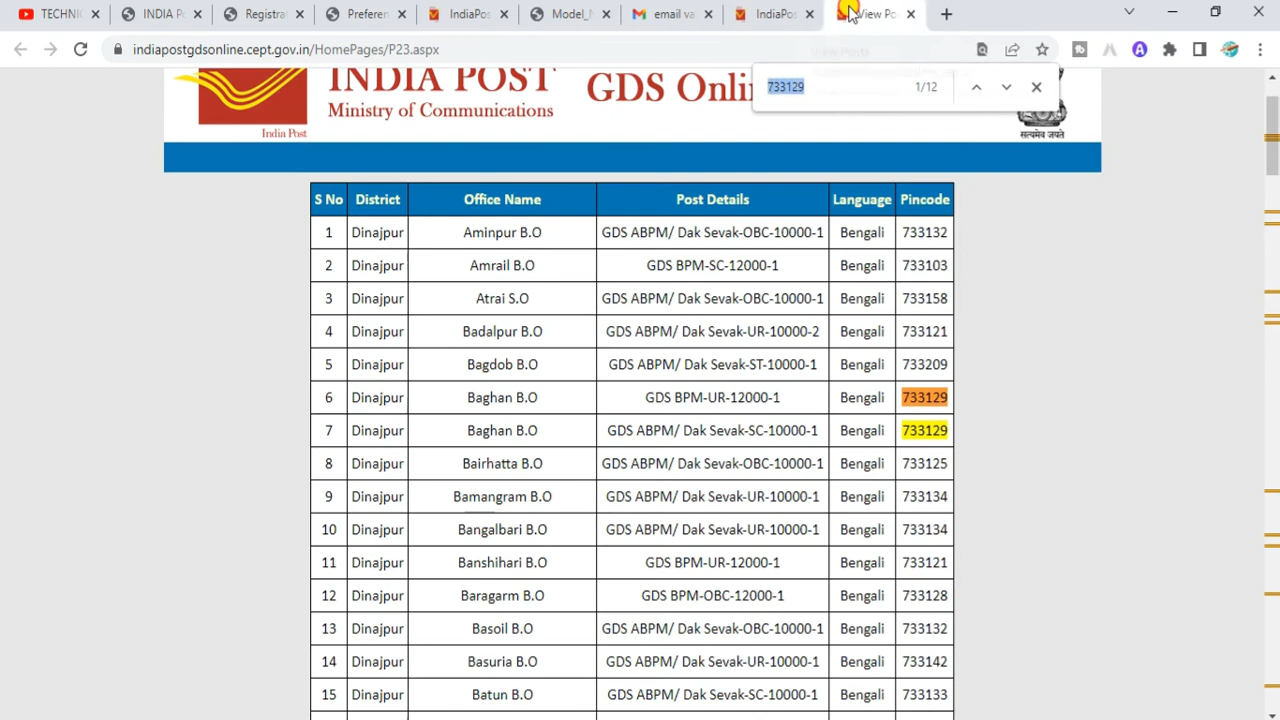 TECHNIC
INDIA P
Registra
Preferen
IndiaPos
Model_
email va
IndiaPos
View Po
indiapostgdsonline.cept.gov.in/HomePages/P23.aspx
View Posts
733129 1/12
INDIA POST
Ministry of Communications
India Post
GDS Onli
सत्यमेव जयते
S No District Office Name Post Details Language Pincode
1 Dinajpur Aminpur B.O GDS ABPM/ Dak Sevak-OBC-10000-1 Bengali 733132
2 Dinajpur Amrail B.O GDS BPM-SC-12000-1 Bengali 733103
3 Dinajpur Atrai S.O GDS ABPM/ Dak Sevak-OBC-10000-1 Bengali 733158
4 Dinajpur Badalpur B.O GDS ABPM/ Dak Sevak-UR-10000-2 Bengali 733121
5 Dinajpur Bagdob B.O GDS ABPM/ Dak Sevak-ST-10000-1 Bengali 733209
6 Dinajpur Baghan B.O GDS BPM-UR-12000-1 Bengali 733129
7 Dinajpur Baghan B.O GDS ABPM/ Dak Sevak-SC-10000-1 Bengali 733129
8 Dinajpur Bairhatta B.O GDS ABPM/ Dak Sevak-OBC-10000-1 Bengali 733125
9 Dinajpur Bamangram B.O GDS ABPM/ Dak Sevak-UR-10000-1 Bengali 733134
10 Dinajpur Bangalbari B.O GDS ABPM/ Dak Sevak-UR-10000-1 Bengali 733134
11 Dinajpur Banshihari B.O GDS BPM-UR-12000-1 Bengali 733121
12 Dinajpur Baragarm B.O GDS BPM-OBC-12000-1 Bengali 733128
13 Dinajpur Basoil B.O GDS ABPM/ Dak Sevak-OBC-10000-1 Bengali 733132
14 Dinajpur Basuria B.O GDS ABPM/ Dak Sevak-UR-10000-1 Bengali 733142
15 Dinajpur Batun B.O GDS ABPM/ Dak Sevak-SC-10000-1 Bengali 733133